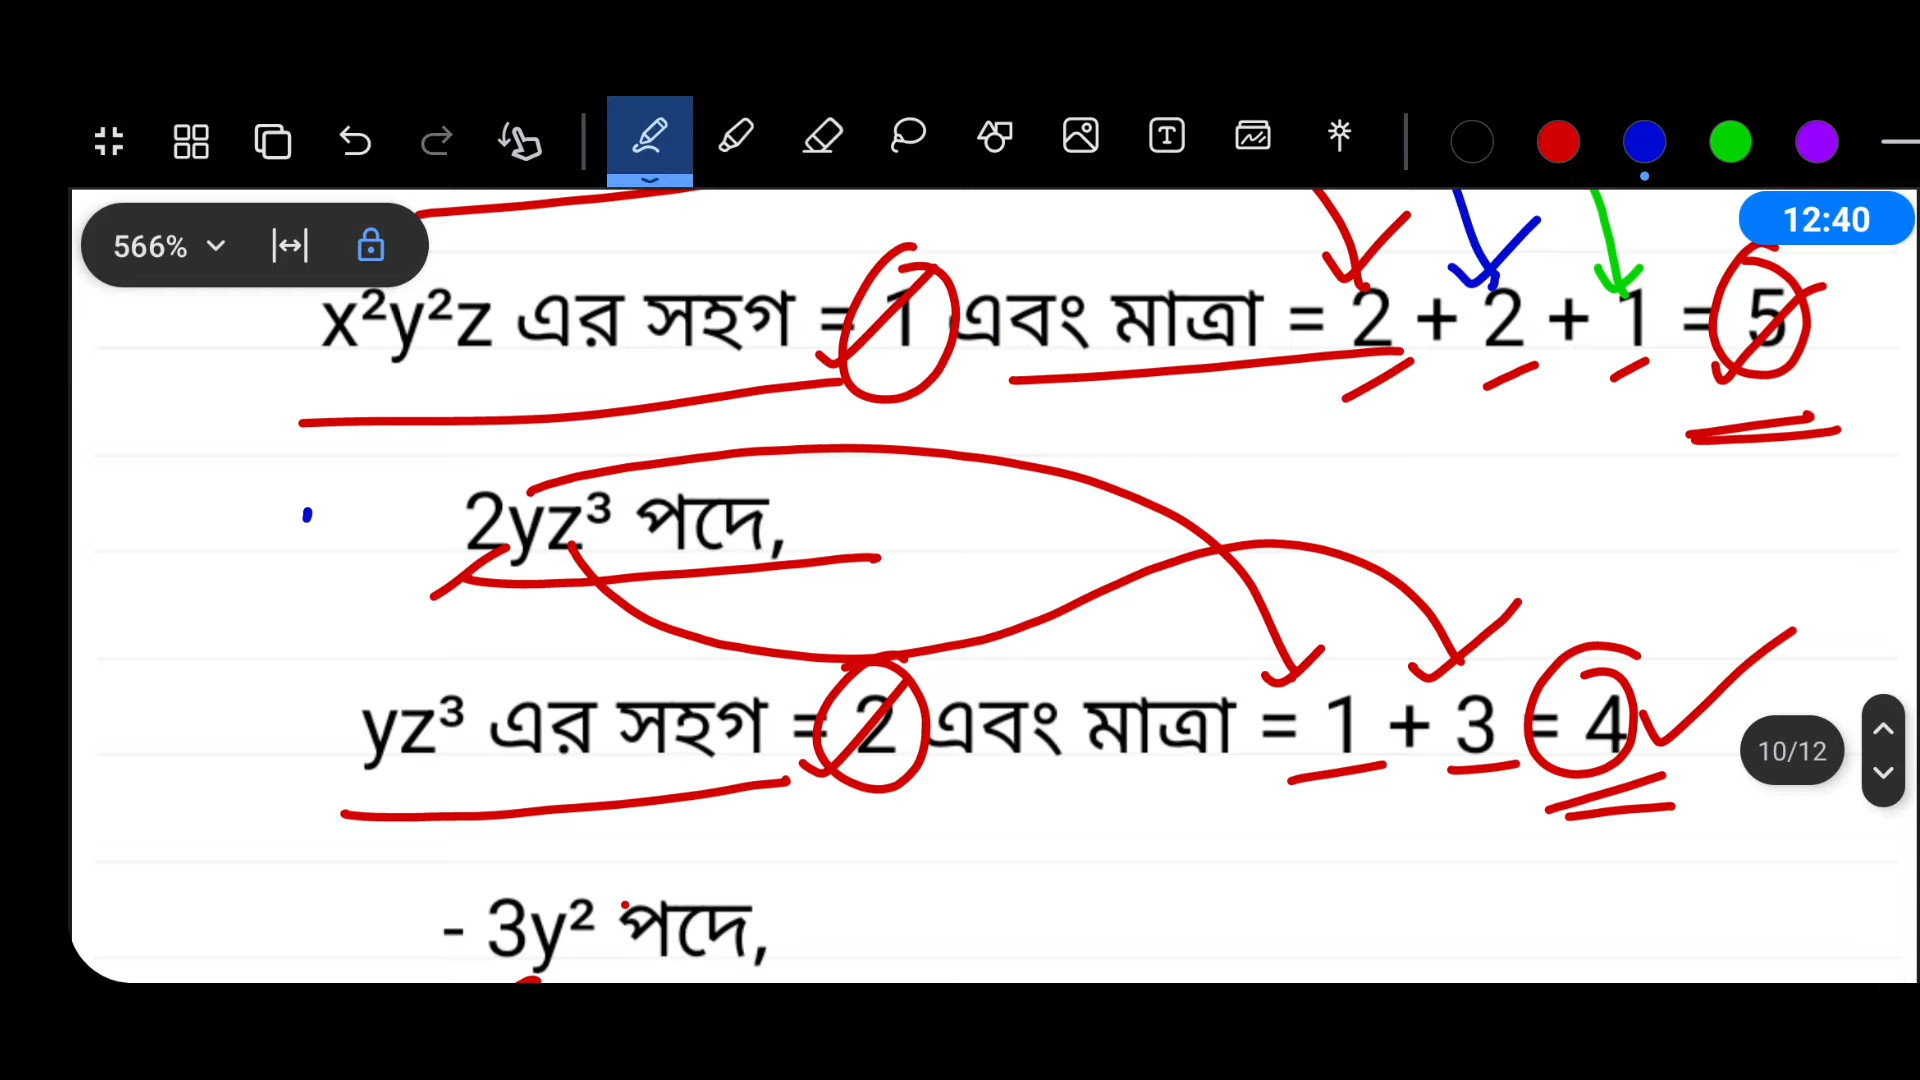 566%
12:40
x²y²z এর সহগ = 1 এবং মাত্রা = 2 + 2 + 1 = 5
2yz³ পদে,
yz³ এর সহগ = 2 এবং মাত্রা = 1 + 3 = 4
10/12
- 3y² পদে,